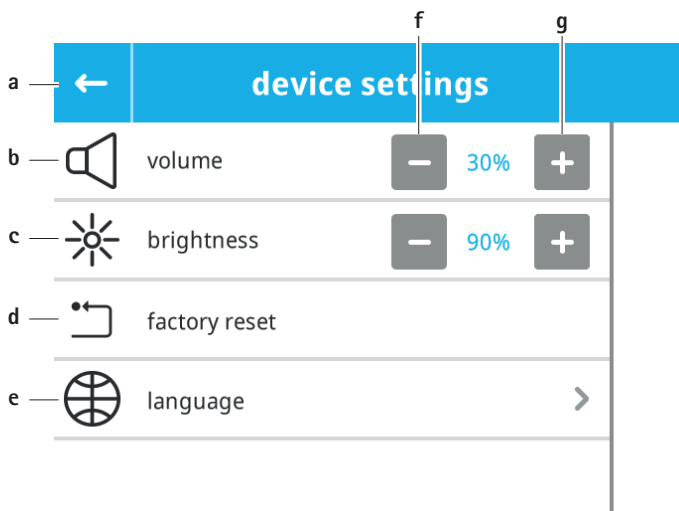 f g
a device settings
b volume 30%
c brightness 90%
d factory reset
e language